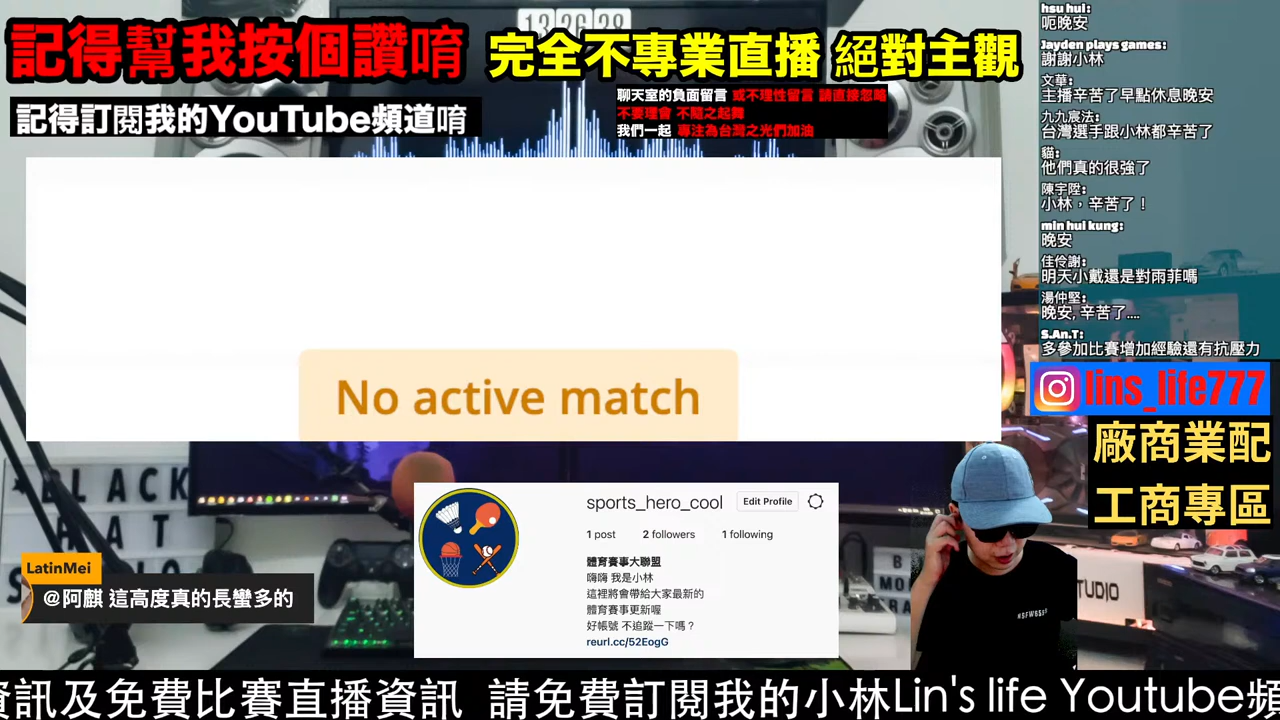 13 26 28
記得幫我按個讚唷
完全不專業直播 絕對主觀
記得訂閱我的YouTube頻道唷
聊天室的負面留言 或不理性留言 請直接忽略
不要理會 不隨之起舞
我們一起 專注為台灣之光們加油
hsu hui:
呃晚安
Jayden plays games:
謝謝小林
文華:
主播辛苦了早點休息晚安
九九宸法:
台灣選手跟小林都辛苦了
貓:
他們真的很強了
陳宇陞:
小林，辛苦了！
min hui kung:
晚安
佳伶謝:
明天小戴還是對雨菲嗎
湯仲堅:
晚安, 辛苦了....
S.An.T:
多參加比賽增加經驗還有抗壓力
No active match
lins_life777
廠商業配
工商專區
BLACK
HAT
sports_hero_cool
Edit Profile
1 post 2 followers 1 following
體育賽事大聯盟
嗨嗨 我是小林
這裡將會帶給大家最新的
體育賽事更新喔
好帳號 不追蹤一下嗎？
reurl.cc/52EogG
LatinMei
@阿麒 這高度真的長蠻多的
TUDIO
資訊及免費比賽直播資訊 請免費訂閱我的小林Lin's life Youtube頻